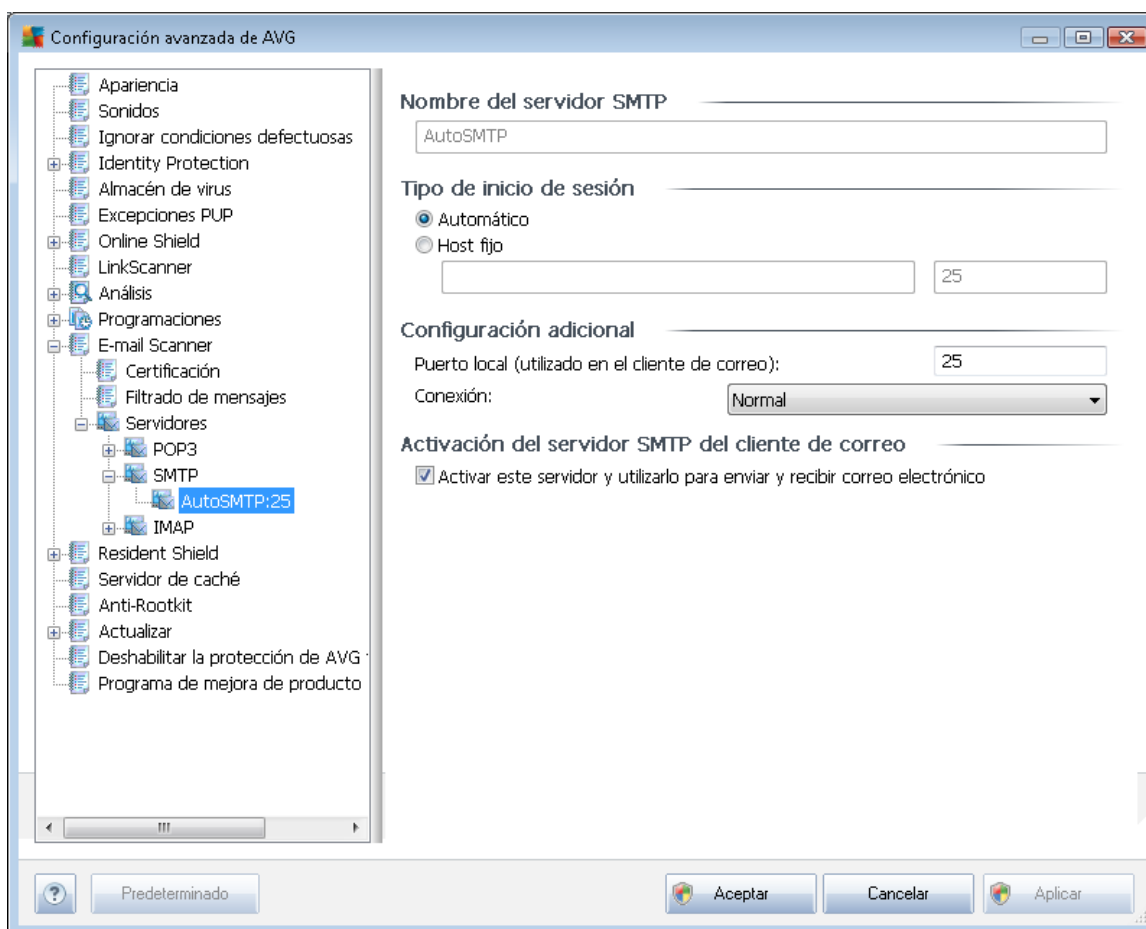 Configuración avanzada de AVG
Apariencia
Sonidos
Ignorar condiciones defectuosas
Identity Protection
Almacén de virus
Excepciones PUP
Online Shield
LinkScanner
Análisis
Programaciones
E-mail Scanner
Certificación
Filtrado de mensajes
Servidores
POP3
SMTP
AutoSMTP:25
IMAP
Resident Shield
Servidor de caché
Anti-Rootkit
Actualizar
Deshabilitar la protección de AVG
Programa de mejora de producto
Nombre del servidor SMTP
AutoSMTP
Tipo de inicio de sesión
Automático
Host fijo
25
Configuración adicional
Puerto local (utilizado en el cliente de correo): 25
Conexión: Normal
Activación del servidor SMTP del cliente de correo
Activar este servidor y utilizarlo para enviar y recibir correo electrónico
? Predeterminado Aceptar Cancelar Aplicar